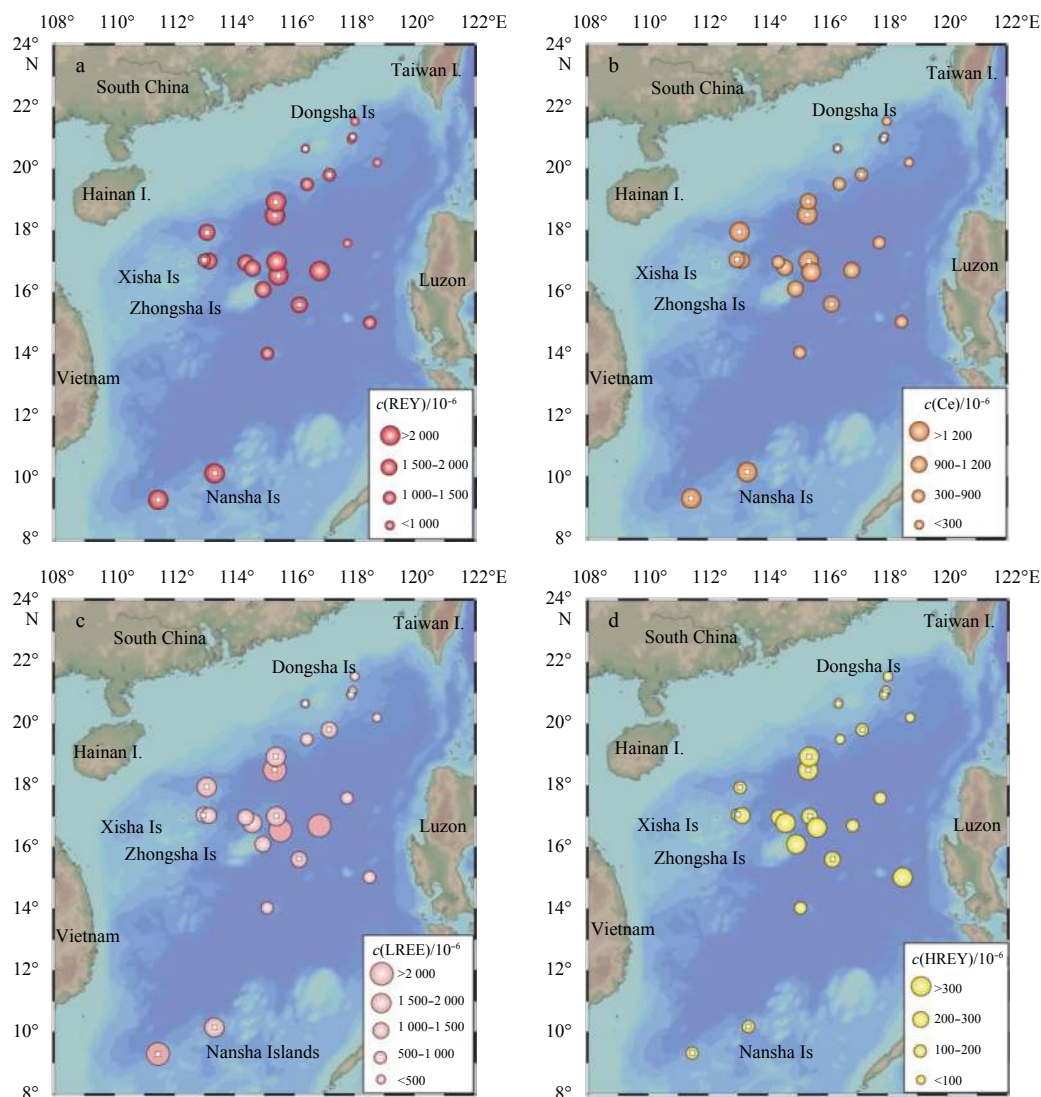 108° 110° 112° 114° 116° 118° 120° 122°E
108° 110° 112° 114° 116° 118° 120° 122°E
24°
N
22°
20°
18°
16°
14°
12°
10°
8°
a
South China
Taiwan I.
Dongsha Is
Hainan I.
Xisha Is
Zhongsha Is
Luzon
Vietnam
Nansha Is
c(REY)/10⁻⁶
>2 000
1 500–2 000
1 000–1 500
<1 000
24°
N
22°
20°
18°
16°
14°
12°
10°
8°
b
South China
Taiwan I.
Dongsha Is
Hainan I.
Xisha Is
Zhongsha Is
Luzon
Vietnam
Nansha Is
c(Ce)/10⁻⁶
>1 200
900–1 200
300–900
<300
108° 110° 112° 114° 116° 118° 120° 122°E
108° 110° 112° 114° 116° 118° 120° 122°E
24°
N
22°
20°
18°
16°
14°
12°
10°
8°
c
South China
Taiwan I.
Dongsha Is
Hainan I.
Xisha Is
Zhongsha Is
Luzon
Vietnam
Nansha Islands
c(LREE)/10⁻⁶
>2 000
1 500–2 000
1 000–1 500
500–1 000
<500
24°
N
22°
20°
18°
16°
14°
12°
10°
8°
d
South China
Taiwan I.
Dongsha Is
Hainan I.
Xisha Is
Zhongsha Is
Luzon
Vietnam
Nansha Is
c(HREY)/10⁻⁶
>300
200–300
100–200
<100